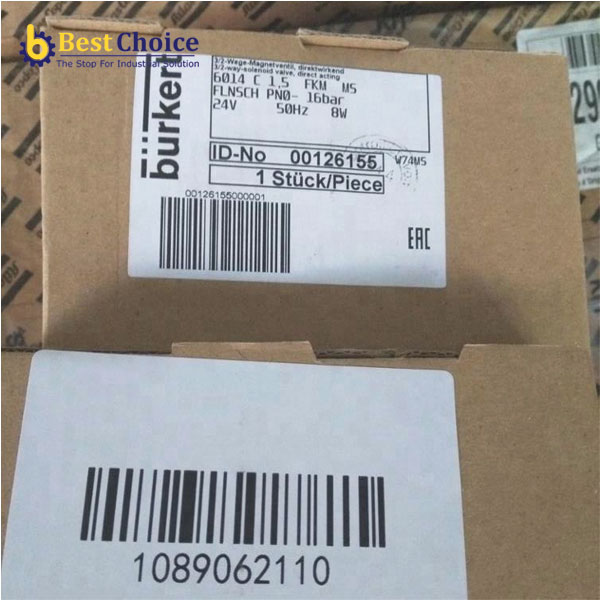 BestChoice
The Stop For Industrial Solution
bürkert
3/2-Wege-Magnetventil, direktwirkend
3/2-way-solenoid valve, direct acting
6014 C 1,5 FKM MS
FLNSCH PN0- 16bar
24V 50Hz 8W
ID-No 00126155
W74MS
1 Stück/Piece
00126155000001
EAC
1089062110